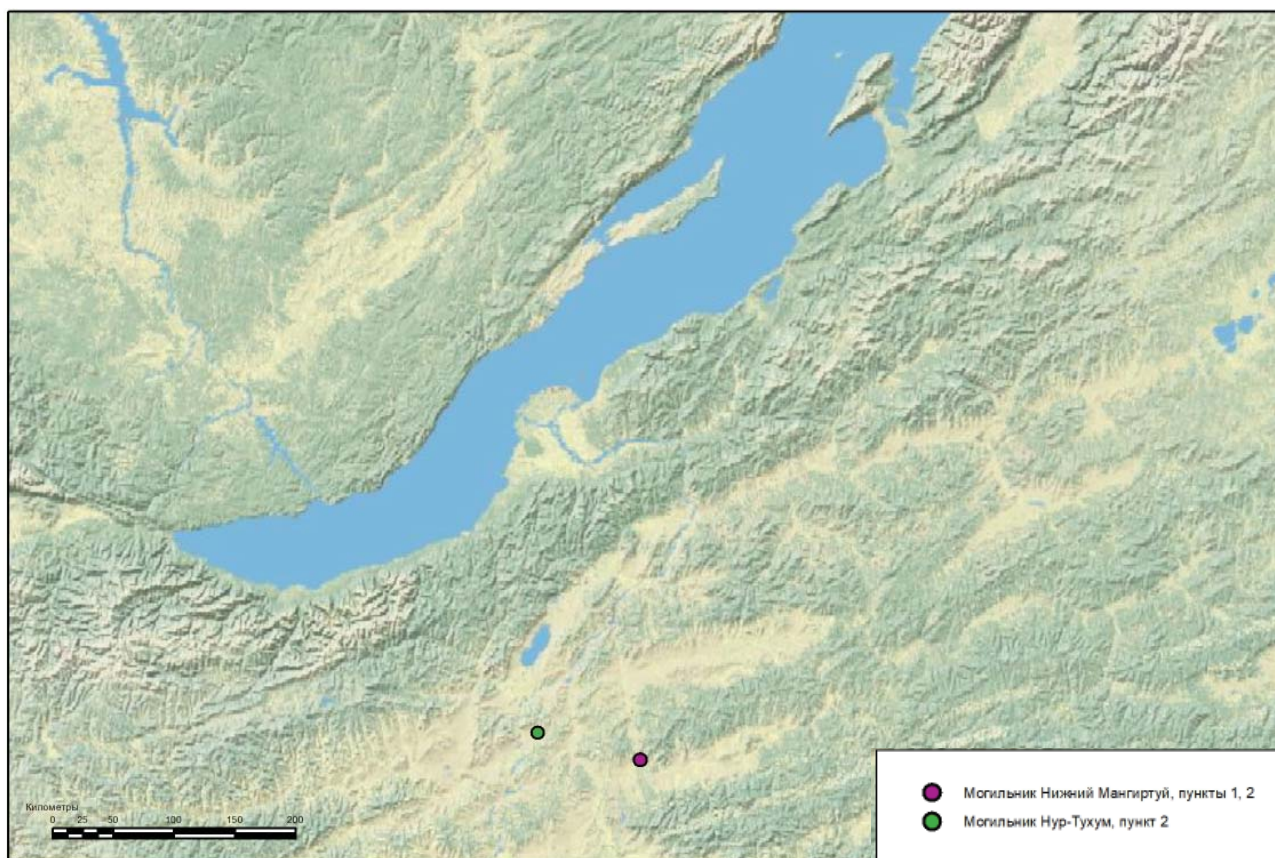 Километры
0 25 50 100 150 200
Могильник Нижний Мангиртуй, пункты 1, 2
Могильник Нур-Тухум, пункт 2